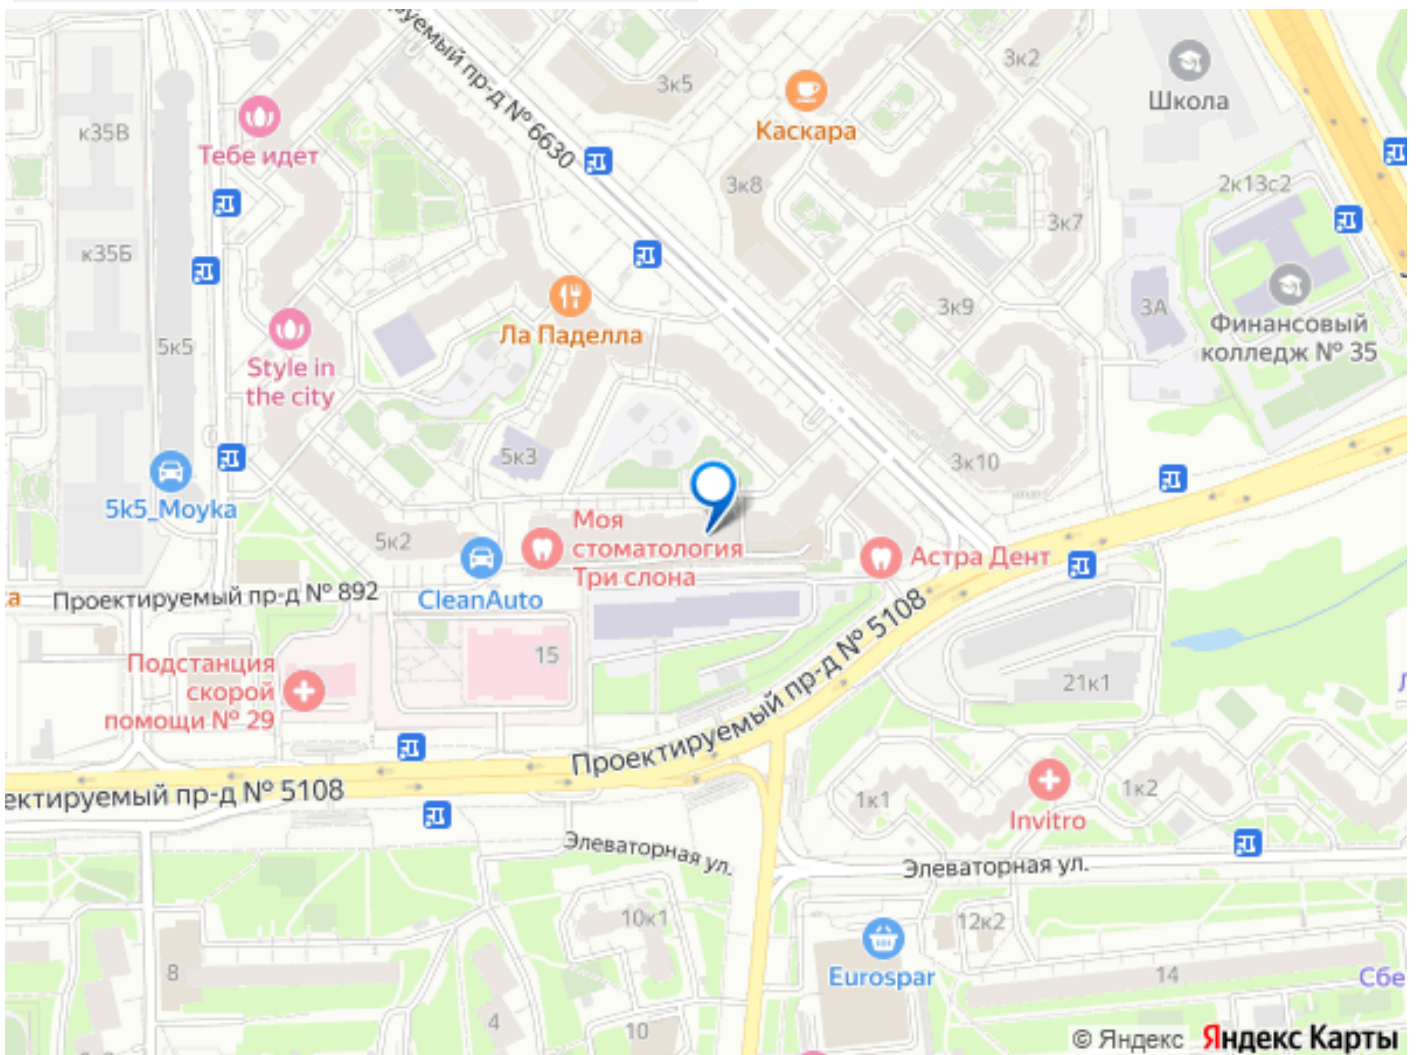 уемый пр-д № 6630
3к5
3к2
Школа
Каскара
к35В
Тебе идет
3к8
2к13с2
3к7
к35Б
3к9
3А
Ла Паделла
Финансовый
колледж № 35
5к5
Style in
the city
5к3
3к10
5k5_Moyka
Моя
стоматология
Три слона
5к2
Астра Дент
CleanAuto
а
Проектируемый пр-д № 892
15
Подстанция
скорой
помощи № 29
21к1
Проектируемый пр-д № 5108
ектируемый пр-д № 5108
1к1
1к2
Invitro
Элеваторная ул.
Элеваторная ул.
10к1
12к2
Eurospar
8
14
Сбе
4
10
© Яндекс Яндекс Карты